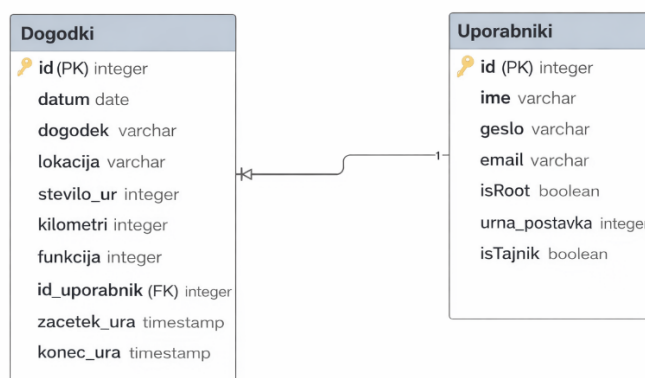 Dogodki
id (PK) integer
datum date
dogodek varchar
lokacija varchar
stevilo_ur integer
kilometri integer
funkcija integer
id_uporabnik (FK) integer
zacetek_ura timestamp
konec_ura timestamp
1
Uporabniki
id (PK) integer
ime varchar
geslo varchar
email varchar
isRoot boolean
urna_postavka integer
isTajnik boolean